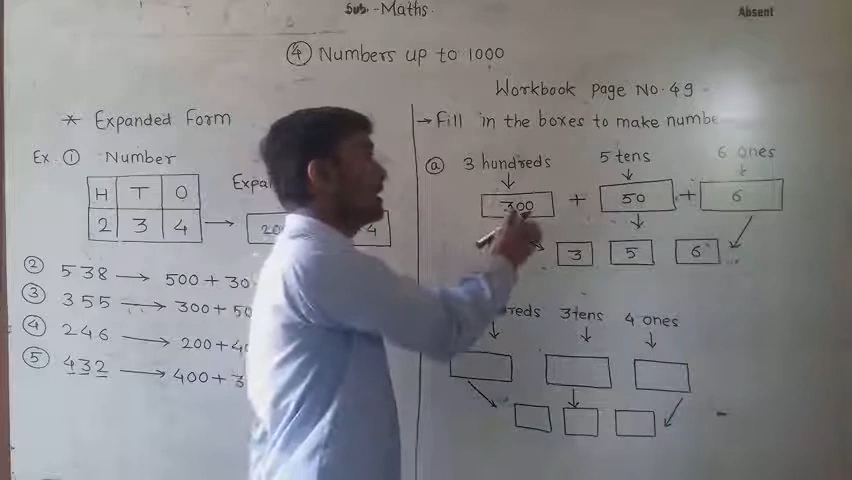 Sub. - Maths.
Absent
④ Numbers up to 1000
Workbook page No. 49
* Expanded Form
→ Fill in the boxes to make numbe
Ex. ① Number
H T O
2 3 4 →
4
② 538 → 500 + 30
③ 355 → 300 + 50
④ 246 → 200 + 40
⑤ 432 → 400 + 3
ⓐ 3 hundreds 5 tens 6 ones
300 + 50 + 6
3 5 6
3 tens 4 ones